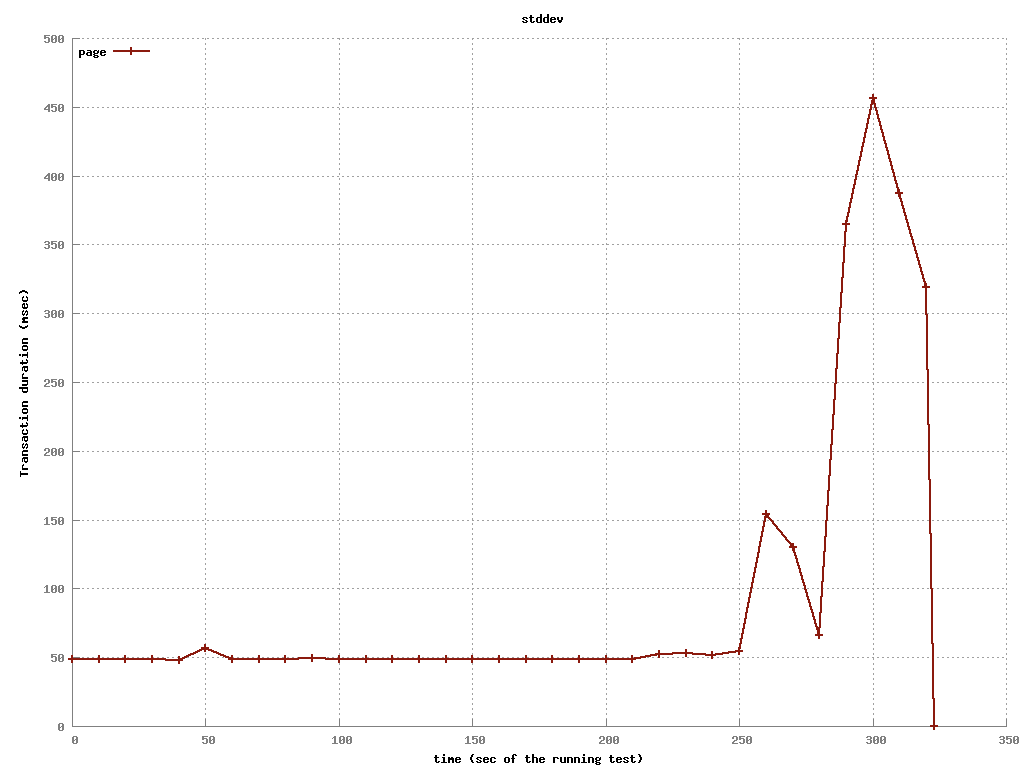 stddev
page
500
450
400
350
300
250
200
150
100
50
0
Transaction duration (msec)
0 50 100 150 200 250 300 350
time (sec of the running test)